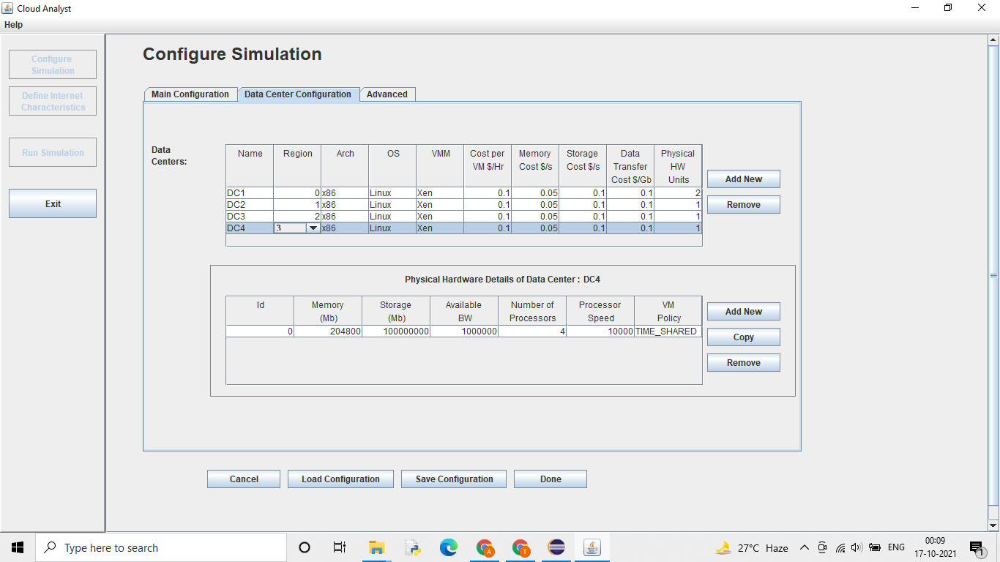 Cloud Analyst
Help
Configure
Simulation
Define Internet
Characteristics
Run Simulation
Exit
Configure Simulation
Main Configuration Data Center Configuration Advanced
Data
Centers:
Name Region Arch OS VMM Cost per Memory Storage Data Physical
VM $/Hr Cost $/s Cost $/s Transfer HW
Cost $/Gb Units
DC1 0 x86 Linux Xen 0.1 0.05 0.1 0.1 2
DC2 1 x86 Linux Xen 0.1 0.05 0.1 0.1 1
DC3 2 x86 Linux Xen 0.1 0.05 0.1 0.1 1
DC4 3 x86 Linux Xen 0.1 0.05 0.1 0.1 1
Add New
Remove
Physical Hardware Details of Data Center : DC4
Id Memory Storage Available Number of Processor VM
(Mb) (Mb) BW Processors Speed Policy
0 204800 100000000 1000000 4 10000 TIME_SHARED
Add New
Copy
Remove
Cancel Load Configuration Save Configuration Done
Type here to search
A T
27°C Haze
ENG
00:09
17-10-2021
1